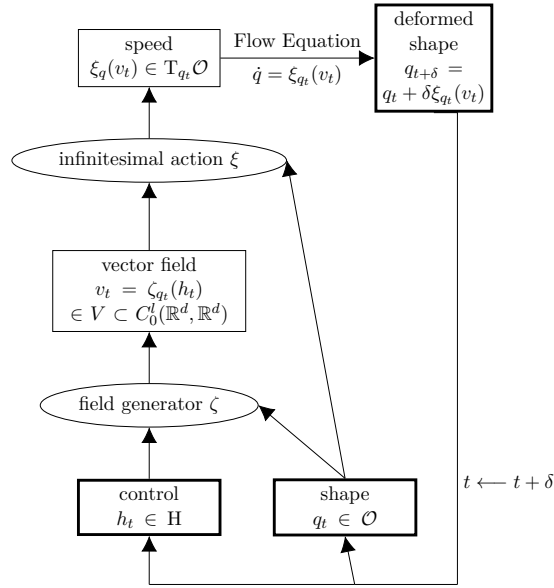 speed
ξ_q(v_t) ∈ T_{q_t}𝒪
Flow Equation
q̇ = ξ_{q_t}(v_t)
deformed
shape
q_{t+δ} =
q_t + δξ_{q_t}(v_t)
infinitesimal action ξ
vector field
v_t = ζ_{q_t}(h_t)
∈ V ⊂ C_0^l(ℝ^d, ℝ^d)
field generator ζ
control
h_t ∈ H
shape
q_t ∈ 𝒪
t ⟵ t + δ